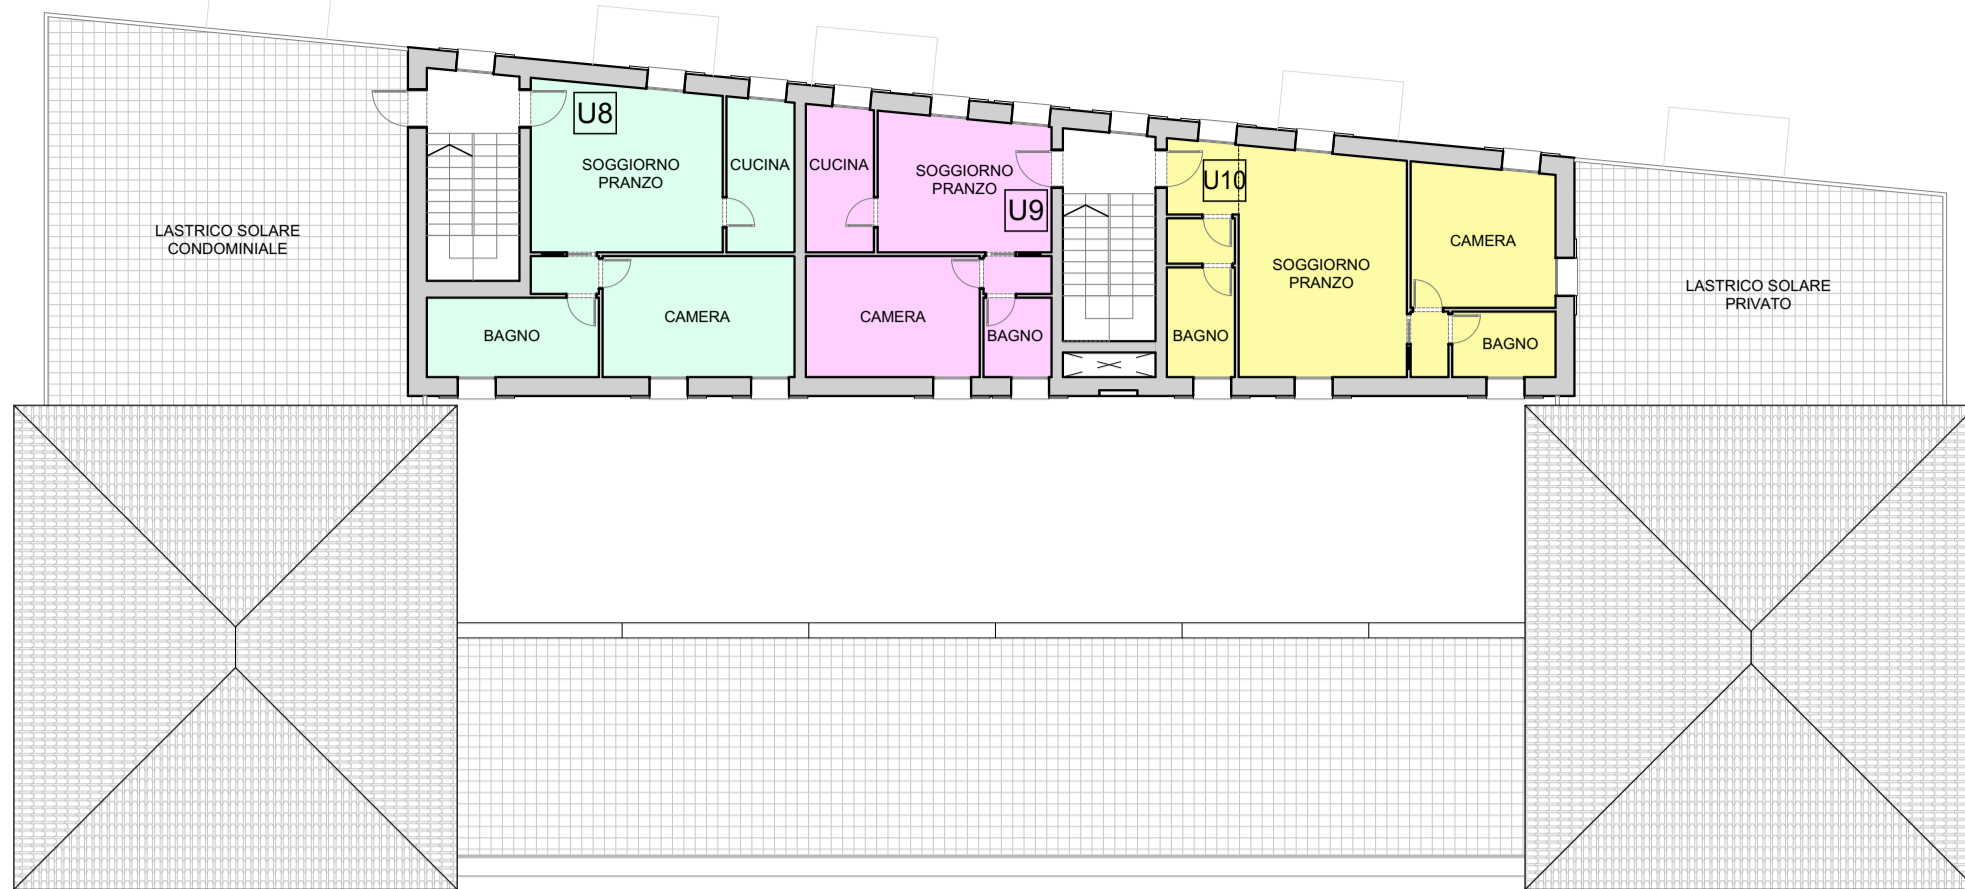 LASTRICO SOLARE
CONDOMINIALE
U8
SOGGIORNO
PRANZO
CUCINA
BAGNO
CAMERA
CUCINA
SOGGIORNO
PRANZO
U9
CAMERA
BAGNO
U10
SOGGIORNO
PRANZO
BAGNO
CAMERA
BAGNO
LASTRICO SOLARE
PRIVATO